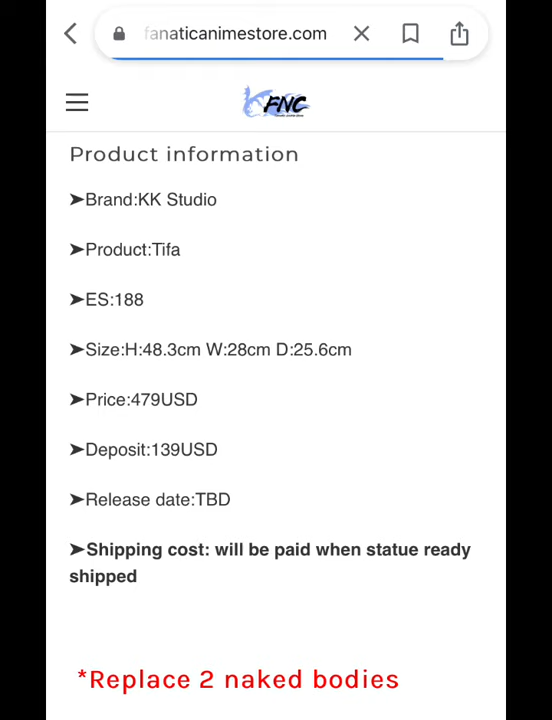 fanaticanimestore.com
FNC
Product information
➤Brand:KK Studio
➤Product:Tifa
➤ES:188
➤Size:H:48.3cm W:28cm D:25.6cm
➤Price:479USD
➤Deposit:139USD
➤Release date:TBD
➤Shipping cost: will be paid when statue ready
shipped
*Replace 2 naked bodies